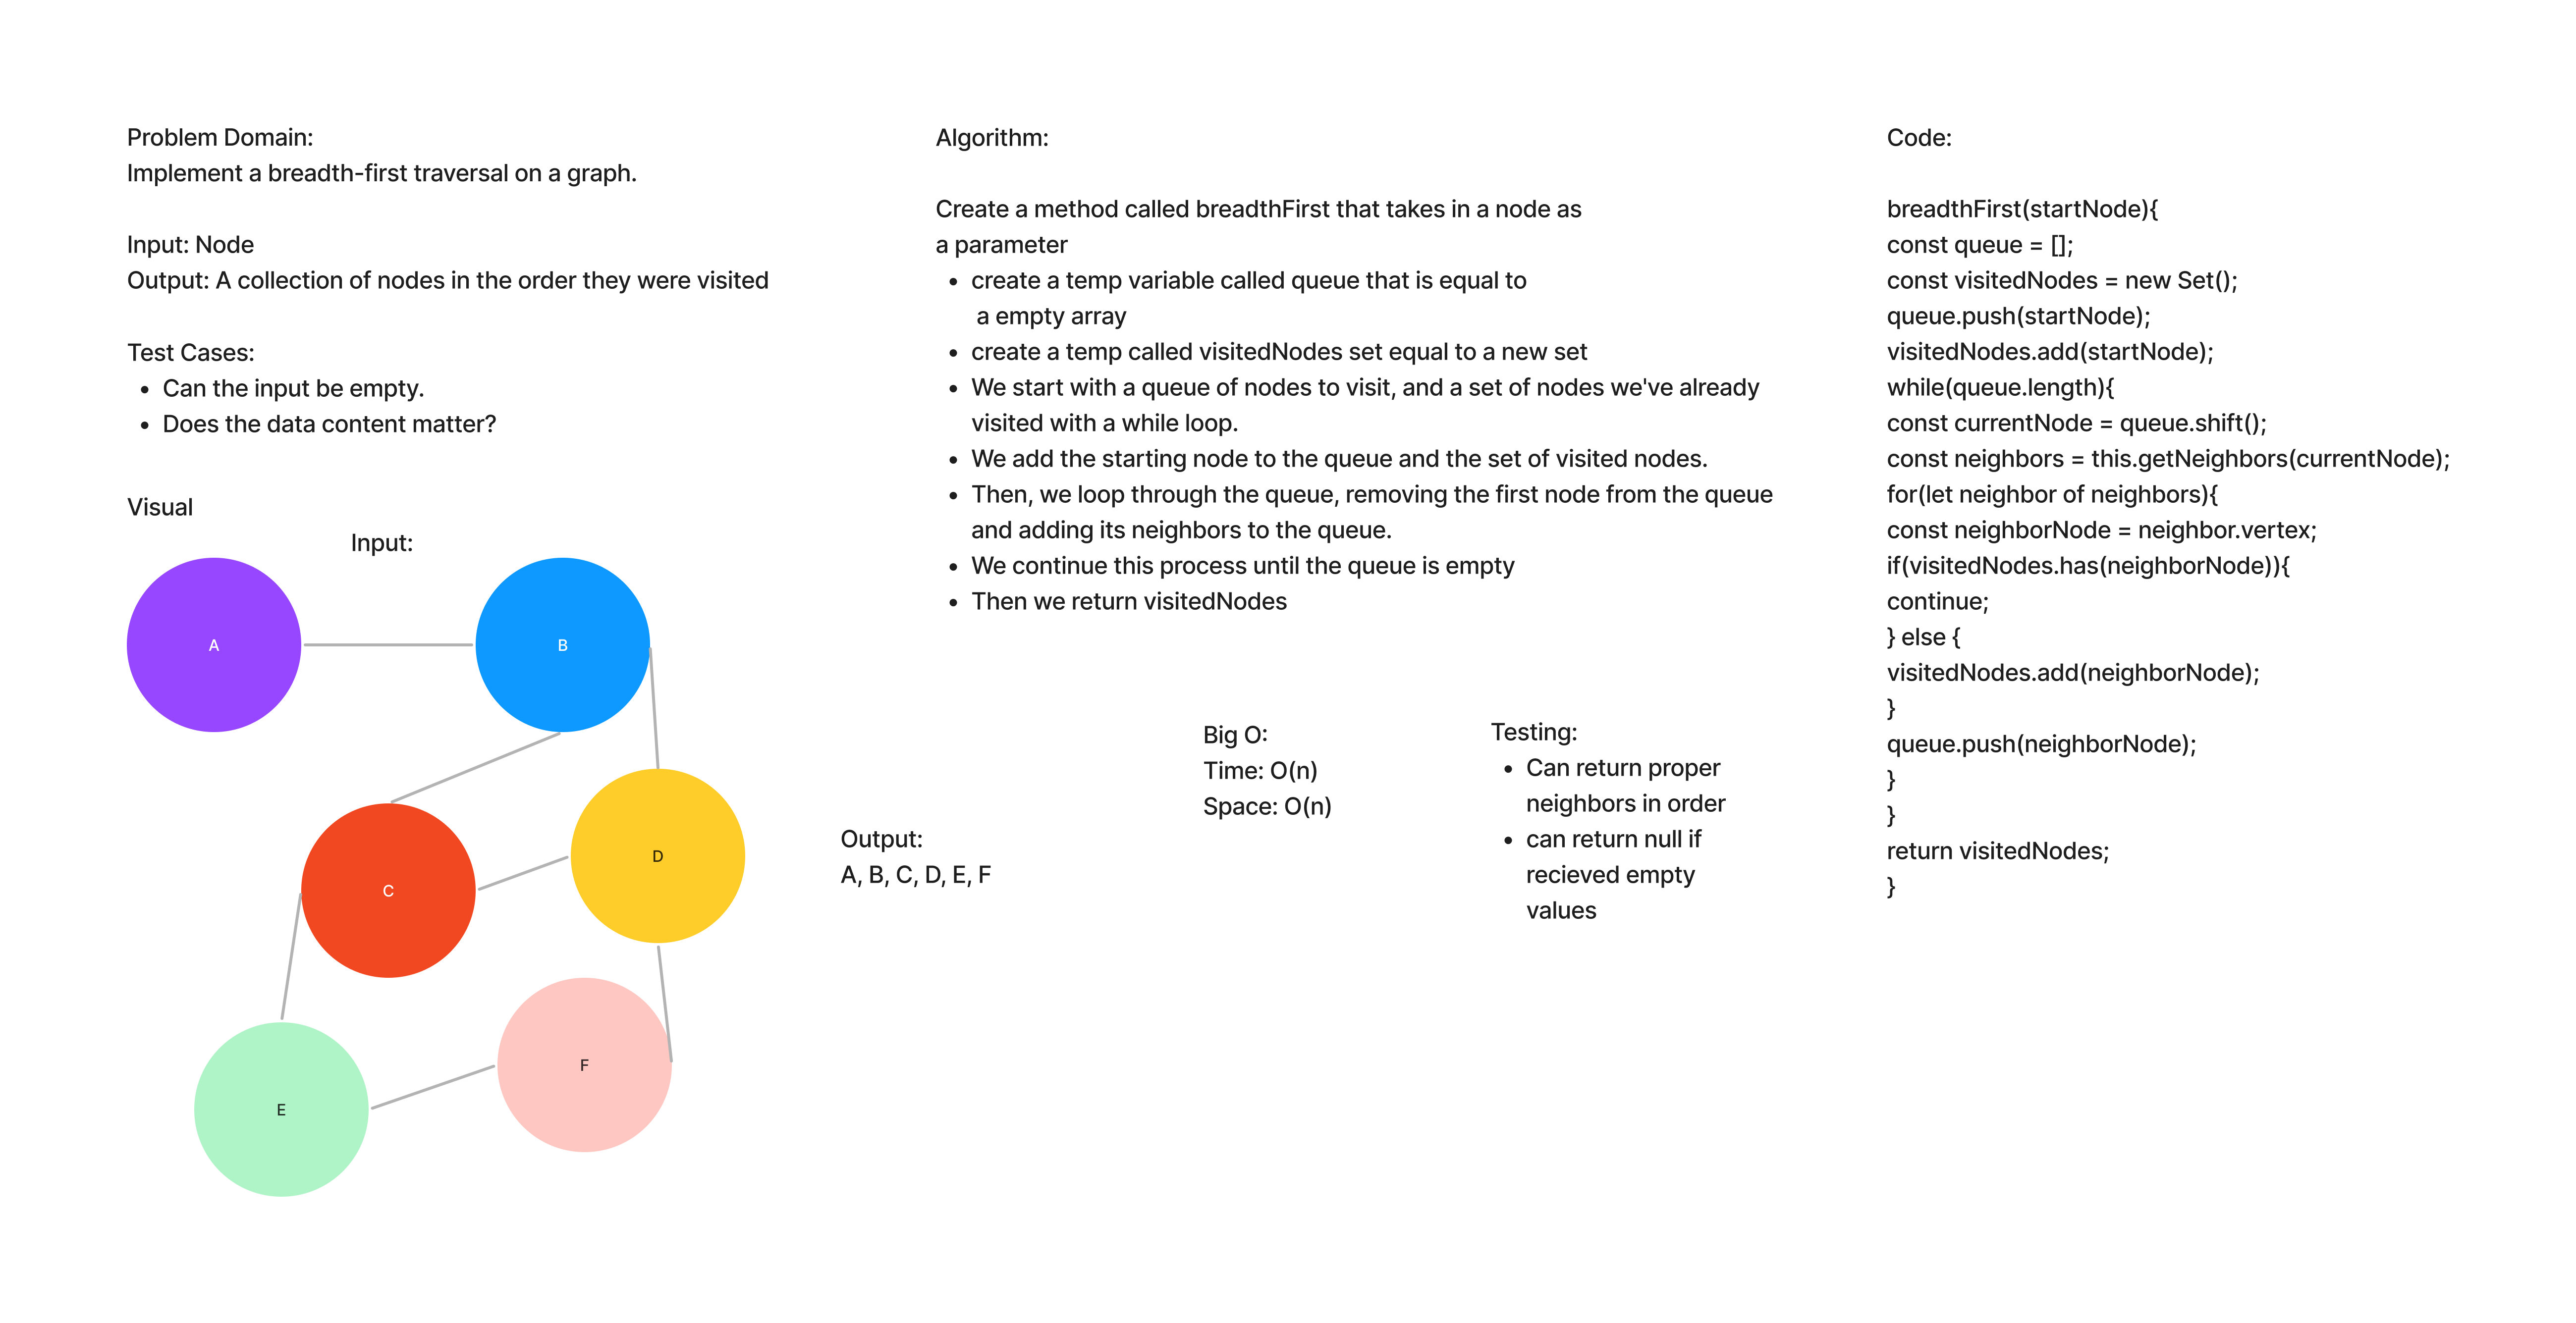 Problem Domain:
Implement a breadth-first traversal on a graph.
Input: Node
Output: A collection of nodes in the order they were visited
Test Cases:
• Can the input be empty.
• Does the data content matter?
Visual
Input:
A
B
C
D
E
F
Output:
A, B, C, D, E, F
Algorithm:
Create a method called breadthFirst that takes in a node as
a parameter
• create a temp variable called queue that is equal to
a empty array
• create a temp called visitedNodes set equal to a new set
• We start with a queue of nodes to visit, and a set of nodes we've already
visited with a while loop.
• We add the starting node to the queue and the set of visited nodes.
• Then, we loop through the queue, removing the first node from the queue
and adding its neighbors to the queue.
• We continue this process until the queue is empty
• Then we return visitedNodes
Big O:
Time: O(n)
Space: O(n)
Testing:
• Can return proper
neighbors in order
• can return null if
recieved empty
values
Code:
breadthFirst(startNode){
const queue = [];
const visitedNodes = new Set();
queue.push(startNode);
visitedNodes.add(startNode);
while(queue.length){
const currentNode = queue.shift();
const neighbors = this.getNeighbors(currentNode);
for(let neighbor of neighbors){
const neighborNode = neighbor.vertex;
if(visitedNodes.has(neighborNode)){
continue;
} else {
visitedNodes.add(neighborNode);
}
queue.push(neighborNode);
}
}
return visitedNodes;
}